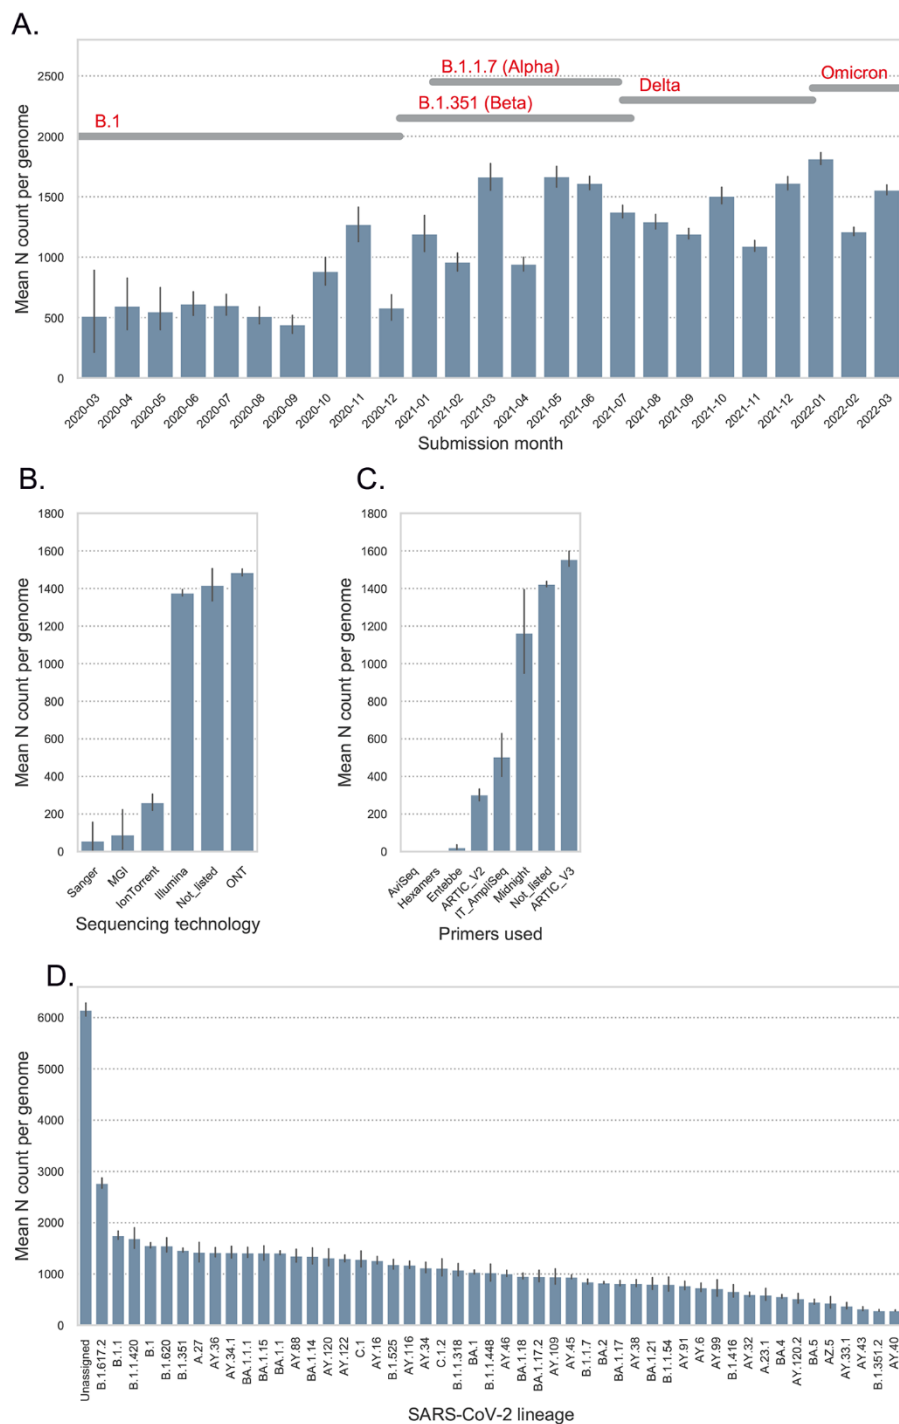 A.
Mean N count per genome
2500
2000
1500
1000
500
0
B.1
B.1.1.7 (Alpha)
B.1.351 (Beta)
Delta
Omicron
2020-03
2020-04
2020-05
2020-06
2020-07
2020-08
2020-09
2020-10
2020-11
2020-12
2021-01
2021-02
2021-03
2021-04
2021-05
2021-06
2021-07
2021-08
2021-09
2021-10
2021-11
2021-12
2022-01
2022-02
2022-03
Submission month
B.
Mean N count per genome
1800
1600
1400
1200
1000
800
600
400
200
0
Sanger
MGI
IonTorrent
Illumina
Not_listed
ONT
Sequencing technology
C.
Mean N count per genome
1800
1600
1400
1200
1000
800
600
400
200
0
AviSeq
Hexamers
Entebbe
ARTIC_V2
IT_AmpliSeq
Midnight
Not_listed
ARTIC_V3
Primers used
D.
Mean N count per genome
6000
5000
4000
3000
2000
1000
0
Unassigned
B.1.617.2
B.1.1
B.1.1.420
B.1
B.1.620
B.1.351
A.27
AY.36
AY.34.1
BA.1.1.1
BA.1.15
BA.1.1
AY.88
BA.1.14
AY.120
AY.122
C.1
AY.16
B.1.525
AY.116
AY.34
C.1.2
B.1.1.318
BA.1
B.1.1.448
AY.46
BA.1.18
BA.1.17.2
AY.109
AY.45
B.1.1.7
BA.2
BA.1.17
AY.38
BA.1.21
B.1.1.54
AY.91
AY.6
AY.99
B.1.416
AY.32
A.23.1
BA.4
AY.120.2
BA.5
AZ.5
AY.33.1
AY.43
B.1.351.2
AY.40
SARS-CoV-2 lineage